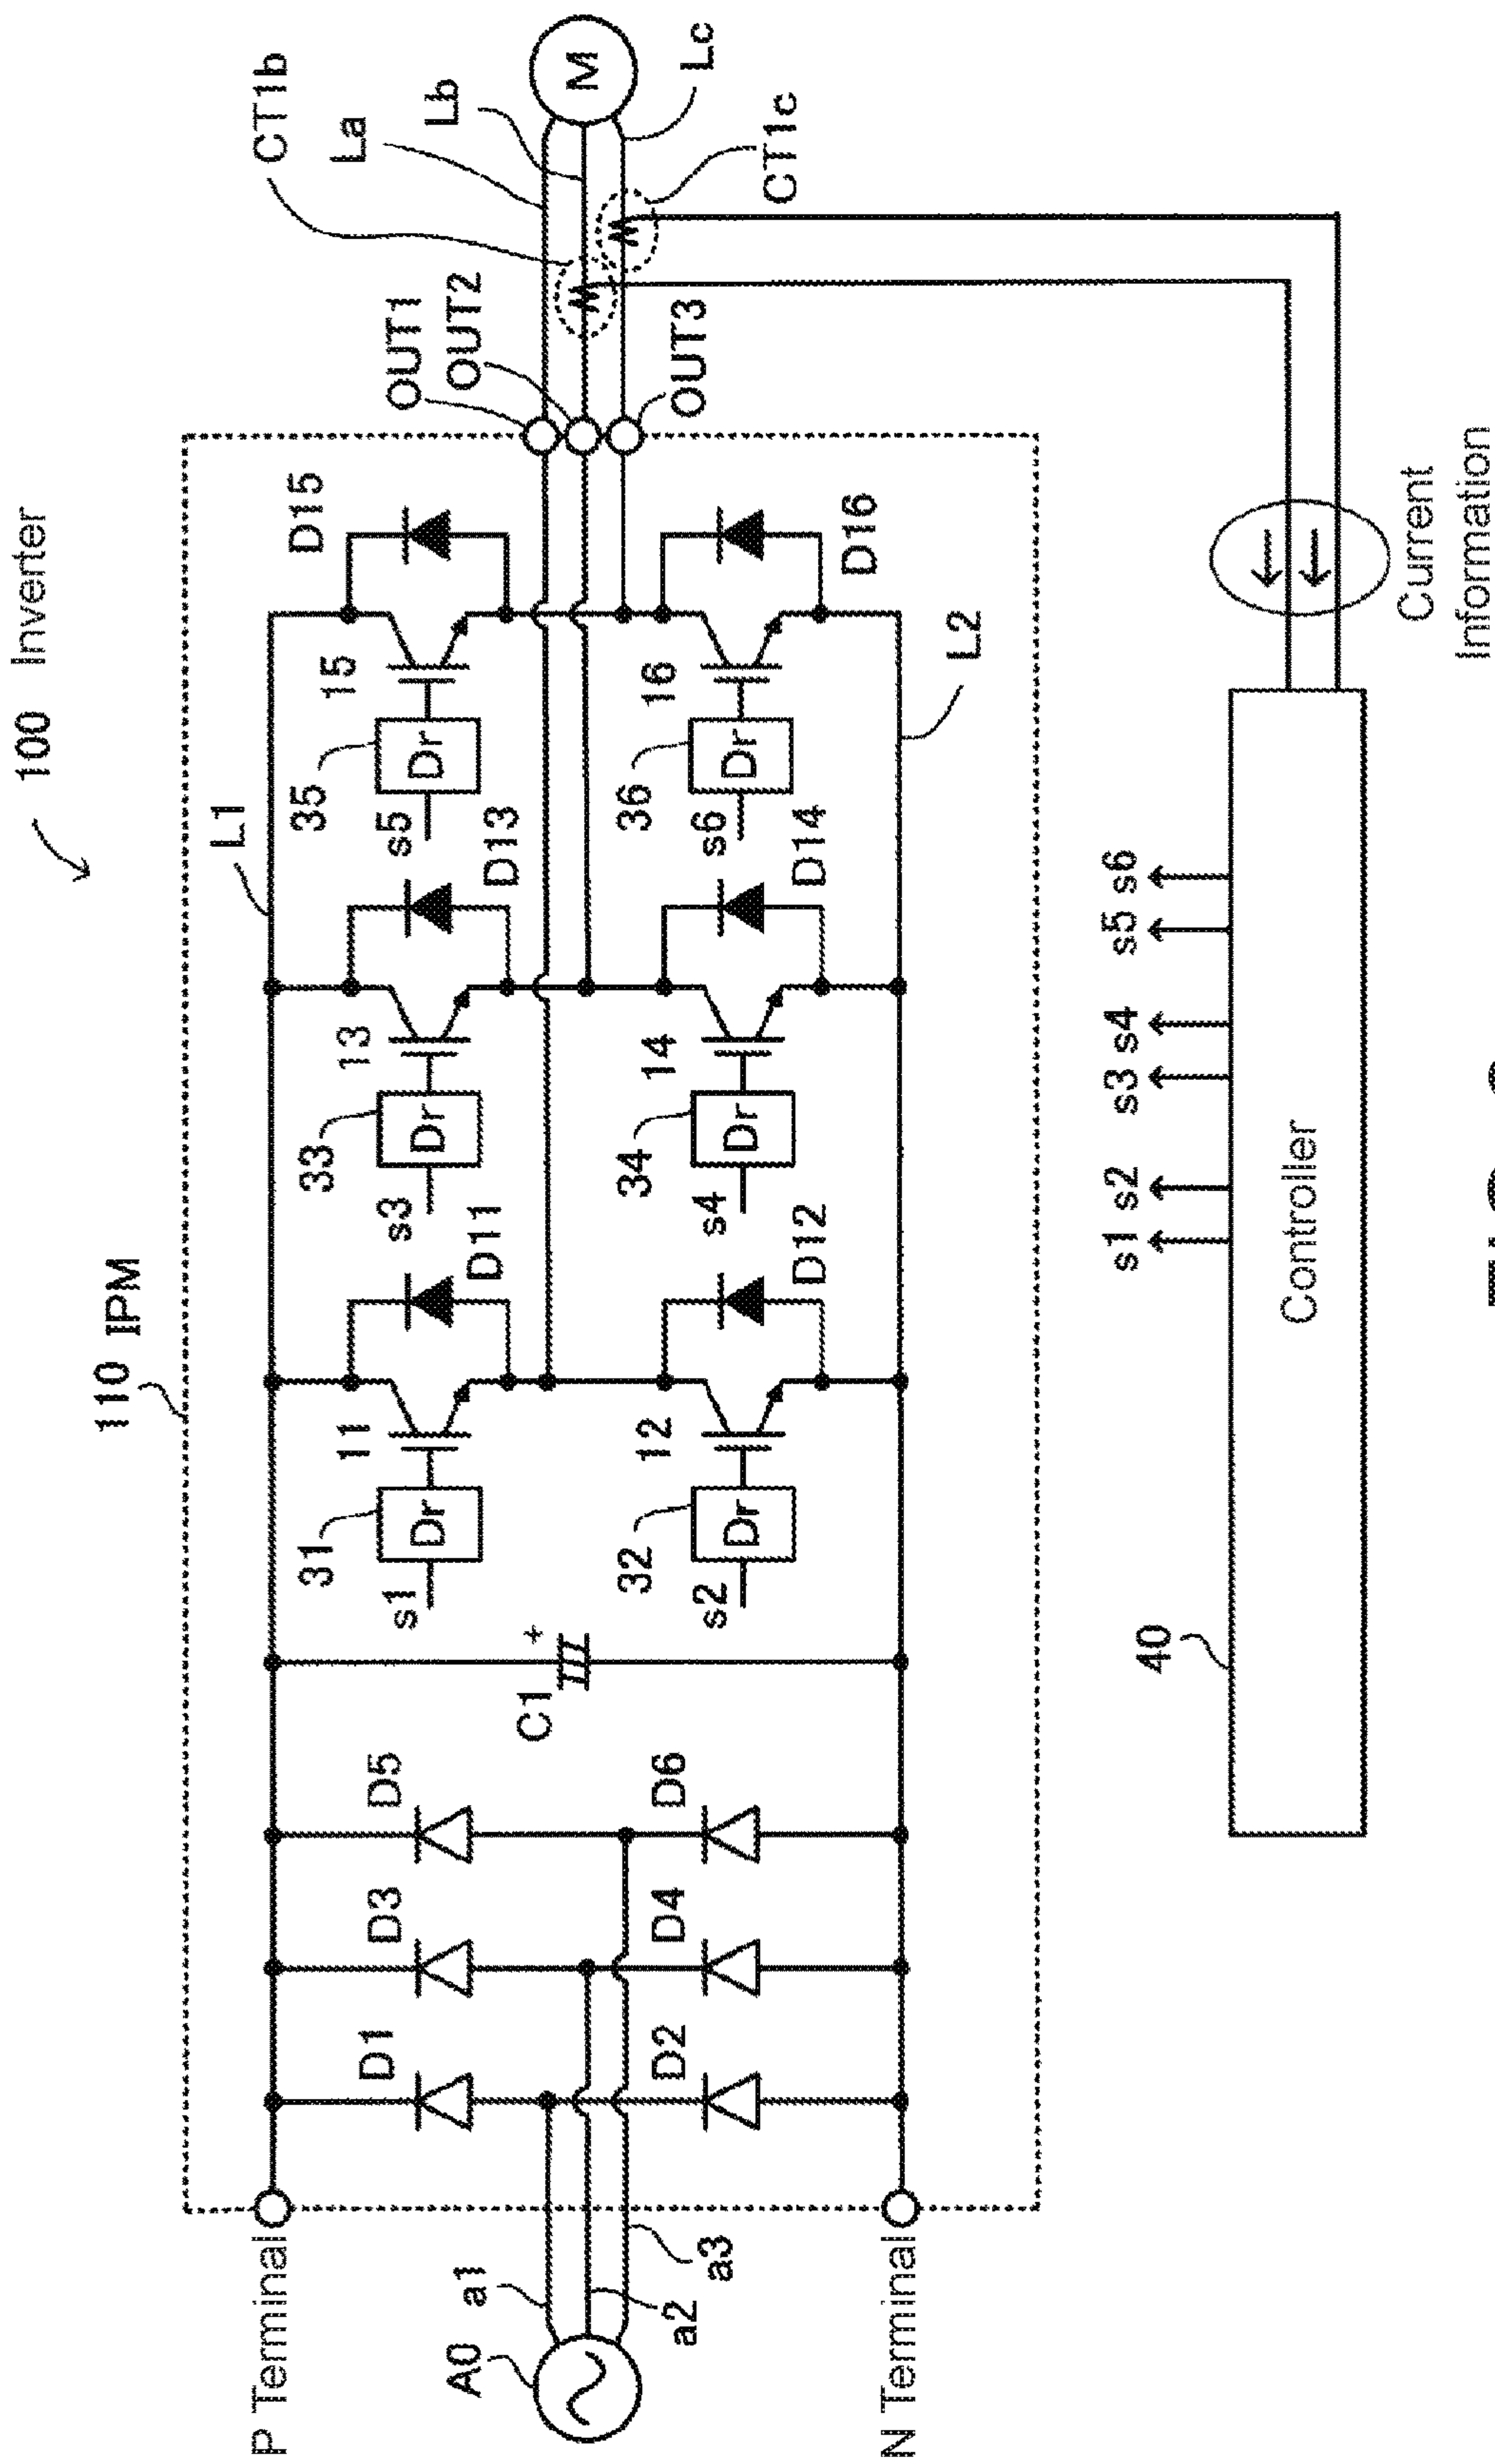 100 Inverter
110 IPM
P Terminal
N Terminal
A0
a1
a2
a3
D1
D2
D3
D4
D5
D6
C1
+
L1
L2
31
Dr
s1
11
D11
32
Dr
s2
12
D12
33
Dr
s3
13
D13
34
Dr
s4
14
D14
35
Dr
s5
15
D15
36
Dr
s6
16
D16
OUT1
OUT2
OUT3
CT1b
La
Lb
M
Lc
CT1c
Current
Information
40
Controller
s1
s2
s3
s4
s5
s6